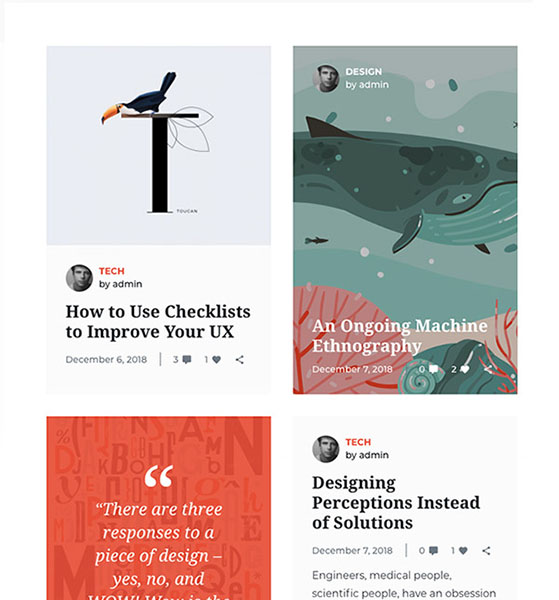 T
TOUCAN
TECH
by admin
How to Use Checklists
to Improve Your UX
December 6, 2018 3 1
DESIGN
by admin
An Ongoing Machine
Ethnography
December 7, 2018 0 2
“There are three
responses to a
piece of design –
yes, no, and
WOW! Wow is the
TECH
by admin
Designing
Perceptions Instead
of Solutions
December 7, 2018 0 1
Engineers, medical people,
scientific people, have an obsession